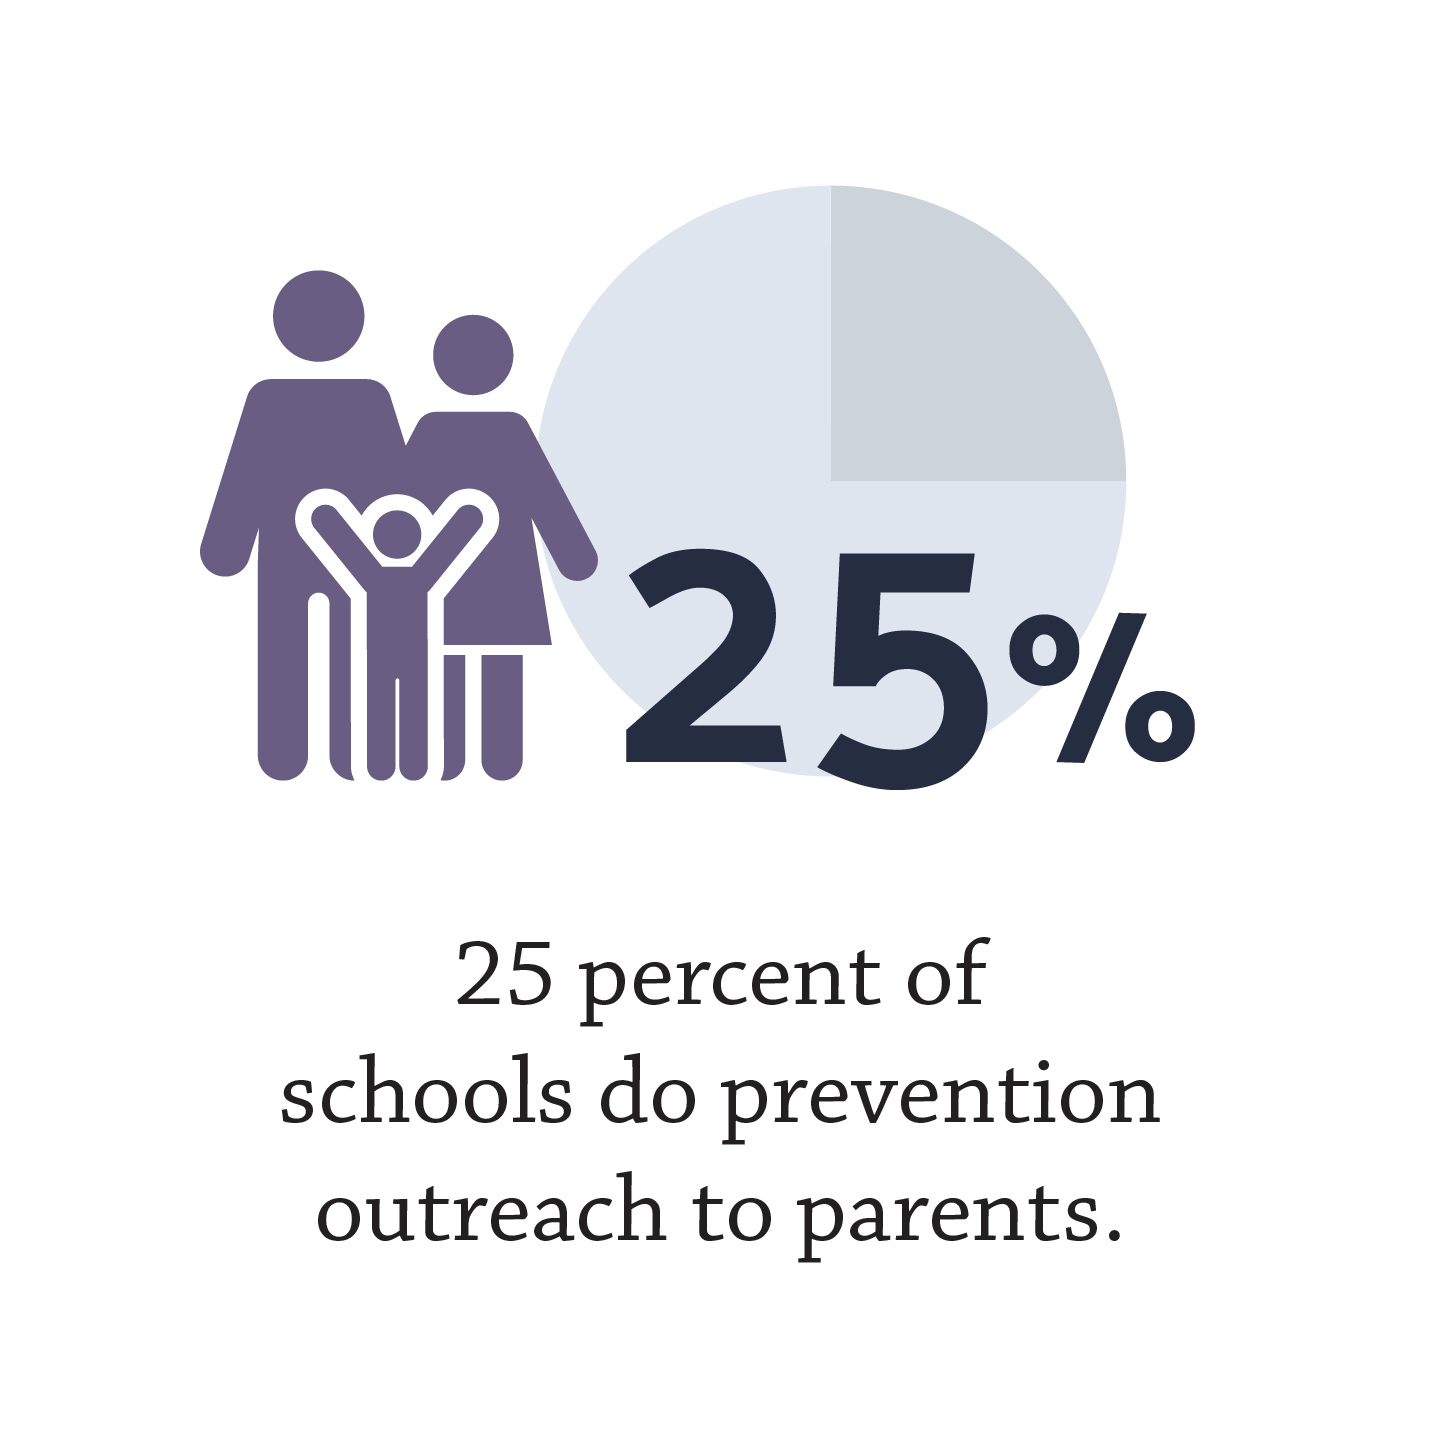 25%
25 percent of
schools do prevention
outreach to parents.